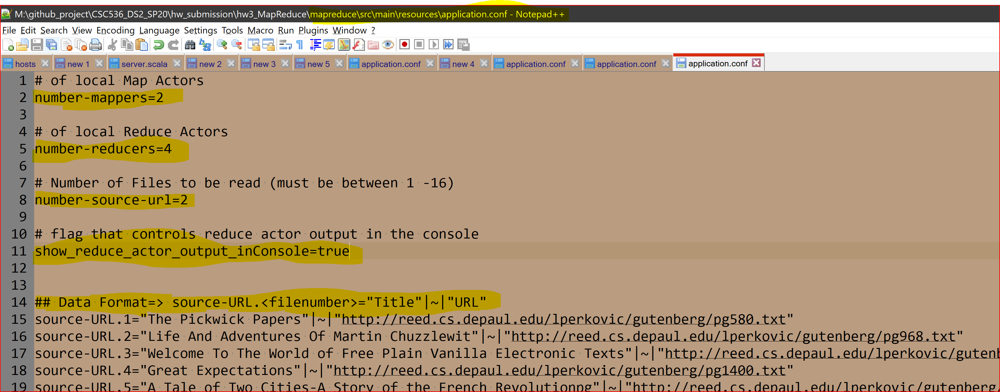 M:\github_project\CSC536_DS2_SP20\hw_submission\hw3_MapReduce\mapreduce\src\main\resources\application.conf - Notepad++
File Edit Search View Encoding Language Settings Tools Macro Run Plugins Window ?
hosts new 1 server.scala new 2 new 3 new 5 application.conf new 4 application.conf application.conf application.conf
1 # of local Map Actors
2 number-mappers=2
3
4 # of local Reduce Actors
5 number-reducers=4
6
7 # Number of Files to be read (must be between 1 -16)
8 number-source-url=2
9
10 # flag that controls reduce actor output in the console
11 show_reduce_actor_output_inConsole=true
12
13
14 ## Data Format=> source-URL.<filenumber>="Title"|~|"URL"
15 source-URL.1="The Pickwick Papers"|~|"http://reed.cs.depaul.edu/lperkovic/gutenberg/pg580.txt"
16 source-URL.2="Life And Adventures Of Martin Chuzzlewit"|~|"http://reed.cs.depaul.edu/lperkovic/gutenberg/pg968.txt"
17 source-URL.3="Welcome To The World of Free Plain Vanilla Electronic Texts"|~|"http://reed.cs.depaul.edu/lperkovic/gutenb
18 source-URL.4="Great Expectations"|~|"http://reed.cs.depaul.edu/lperkovic/gutenberg/pg1400.txt"
19 source-URL.5="A Tale of Two Cities-A Story of the French Revolutionpg"|~|"http://reed.cs.depaul.edu/lperkovic/gutenberg/